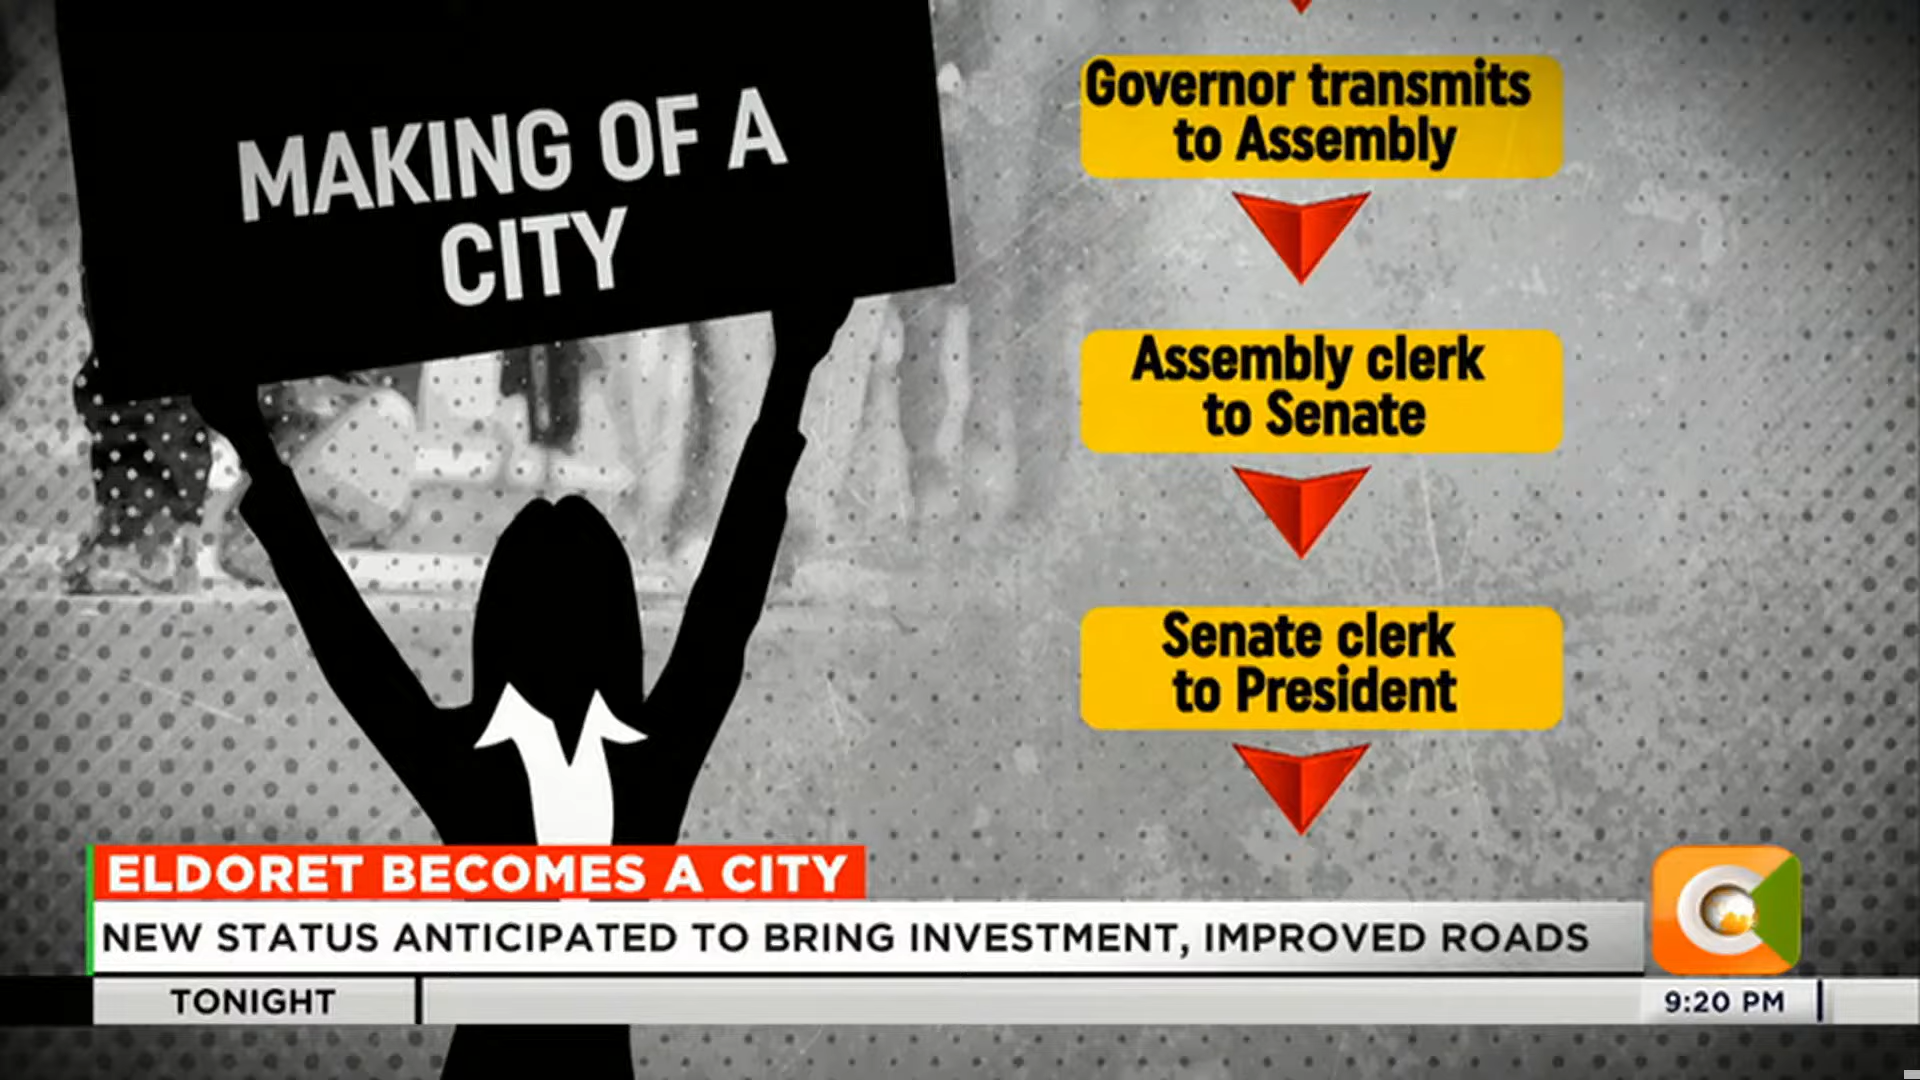 MAKING OF A
CITY
Governor transmits
to Assembly
Assembly clerk
to Senate
Senate clerk
to President
ELDORET BECOMES A CITY
NEW STATUS ANTICIPATED TO BRING INVESTMENT, IMPROVED ROADS
TONIGHT
9:20 PM